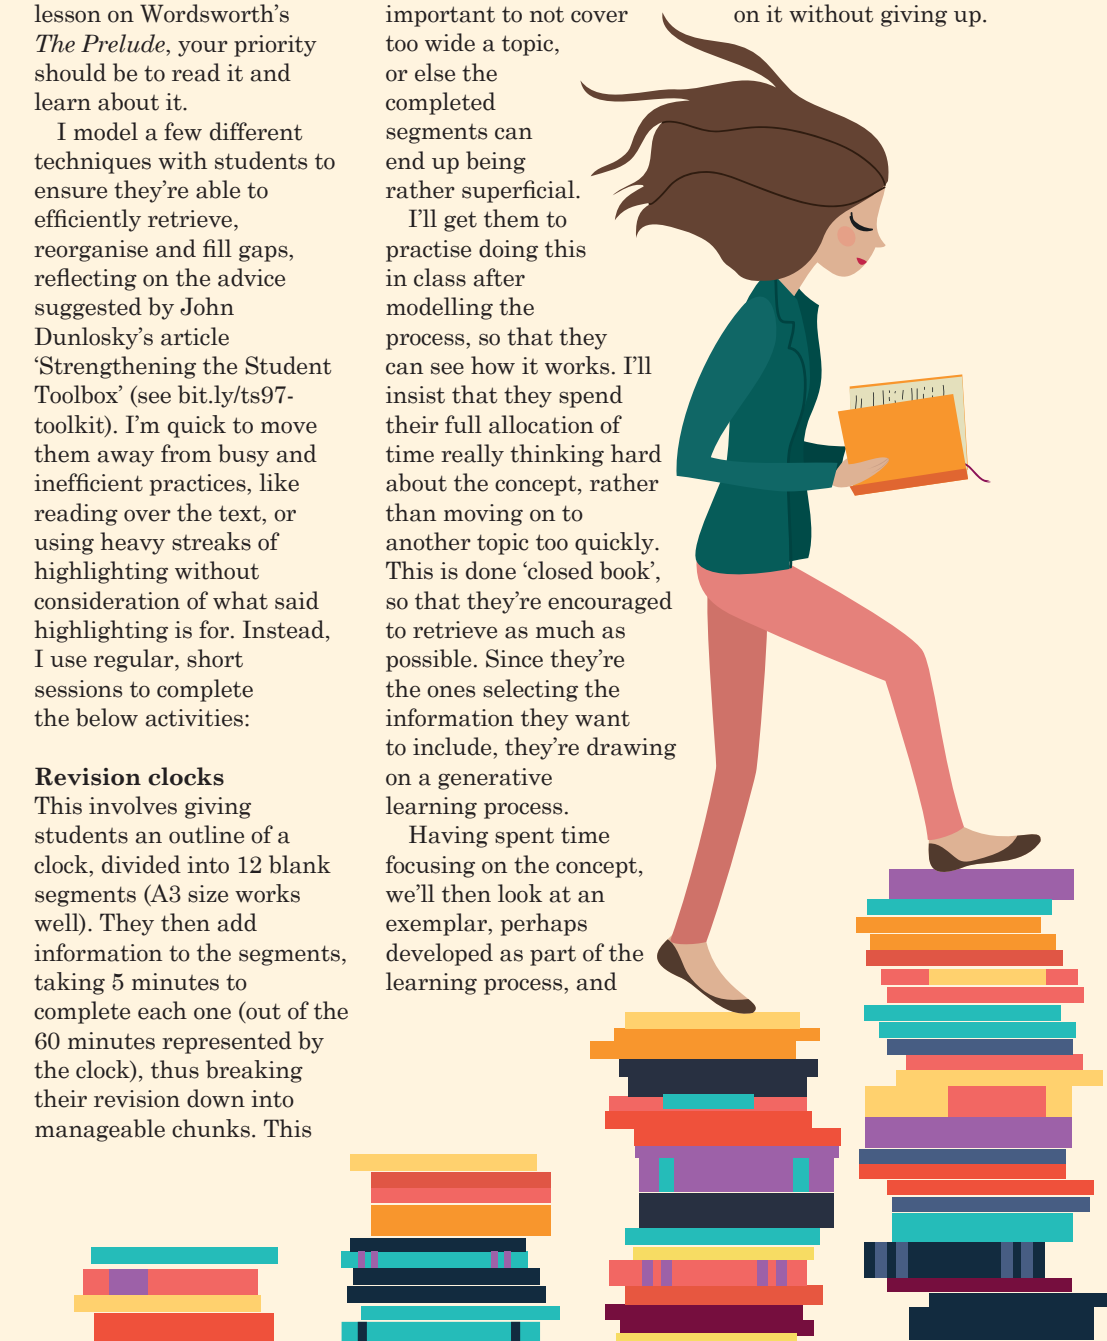 lesson on Wordsworth’s
The Prelude, your priority
should be to read it and
learn about it.
I model a few different
techniques with students to
ensure they’re able to
efficiently retrieve,
reorganise and fill gaps,
reflecting on the advice
suggested by John
Dunlosky’s article
‘Strengthening the Student
Toolbox’ (see bit.ly/ts97-
toolkit). I’m quick to move
them away from busy and
inefficient practices, like
reading over the text, or
using heavy streaks of
highlighting without
consideration of what said
highlighting is for. Instead,
I use regular, short
sessions to complete
the below activities:
Revision clocks
This involves giving
students an outline of a
clock, divided into 12 blank
segments (A3 size works
well). They then add
information to the segments,
taking 5 minutes to
complete each one (out of the
60 minutes represented by
the clock), thus breaking
their revision down into
manageable chunks. This
important to not cover
too wide a topic,
or else the
completed
segments can
end up being
rather superficial.
I’ll get them to
practise doing this
in class after
modelling the
process, so that they
can see how it works. I’ll
insist that they spend
their full allocation of
time really thinking hard
about the concept, rather
than moving on to
another topic too quickly.
This is done ‘closed book’,
so that they’re encouraged
to retrieve as much as
possible. Since they’re
the ones selecting the
information they want
to include, they’re drawing
on a generative
learning process.
Having spent time
focusing on the concept,
we’ll then look at an
exemplar, perhaps
developed as part of the
learning process, and
on it without giving up.